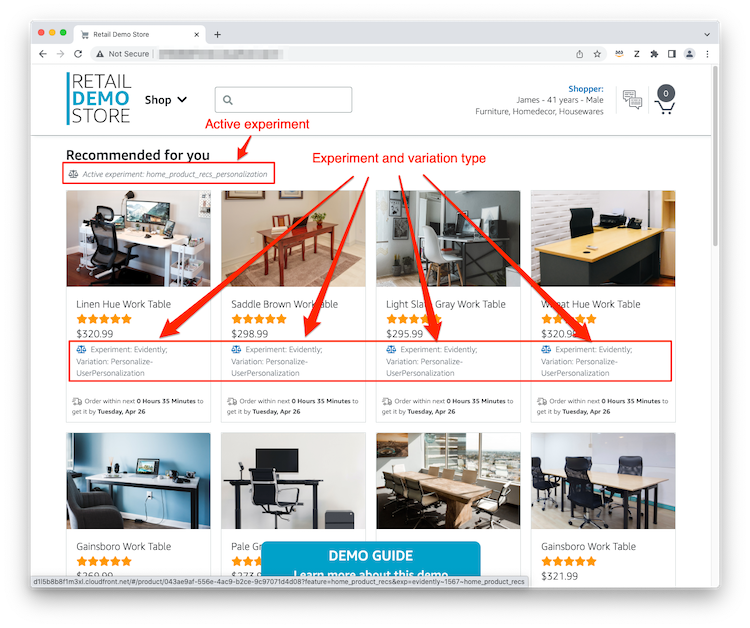 Retail Demo Store
Not Secure
RETAIL
DEMO
STORE
Shop
Shopper:
James - 41 years - Male
Furniture, Homedecor, Housewares
0
Active experiment
Recommended for you
Experiment and variation type
Active experiment: home_product_recs_personalization
Linen Hue Work Table
$320.99
Experiment: Evidently;
Variation: Personalize-
UserPersonalization
Order within next 0 Hours 35 Minutes to
get it by Tuesday, Apr 26
Saddle Brown Work Table
$298.99
Experiment: Evidently;
Variation: Personalize-
UserPersonalization
Order within next 0 Hours 35 Minutes to
get it by Tuesday, Apr 26
Light Slate Gray Work Table
$295.99
Experiment: Evidently;
Variation: Personalize-
UserPersonalization
Order within next 0 Hours 35 Minutes to
get it by Tuesday, Apr 26
Wheat Hue Work Table
$320.99
Experiment: Evidently;
Variation: Personalize-
UserPersonalization
Order within next 0 Hours 35 Minutes to
get it by Tuesday, Apr 26
Gainsboro Work Table
$269.99
Pale
Gainsboro Work Table
$321.99
DEMO GUIDE
Learn more about this demo
d1l5b8b8f1m3xl.cloudfront.net/#/product/043ae9af-556e-4ac9-b2ce-9c97071d4d08?feature=home_product_recs&exp=evidently~1567~home_product_recs